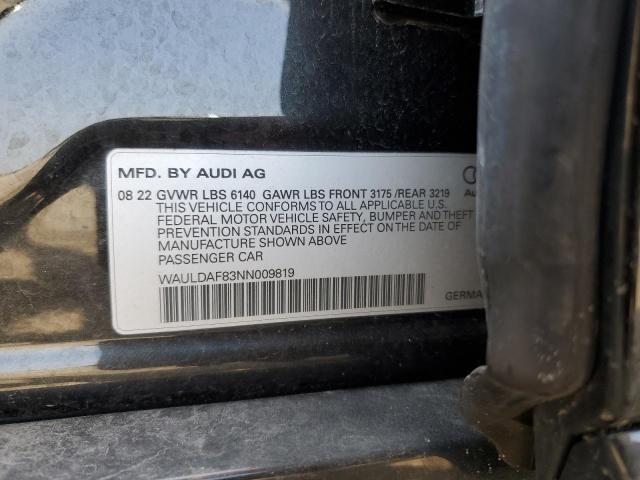 MFD. BY AUDI AG
08 22 GVWR LBS 6140 GAWR LBS FRONT 3175 /REAR 3219
THIS VEHICLE CONFORMS TO ALL APPLICABLE U.S.
FEDERAL MOTOR VEHICLE SAFETY, BUMPER AND THEFT
PREVENTION STANDARDS IN EFFECT ON THE DATE OF
MANUFACTURE SHOWN ABOVE
PASSENGER CAR
WAULDAF83NN009819